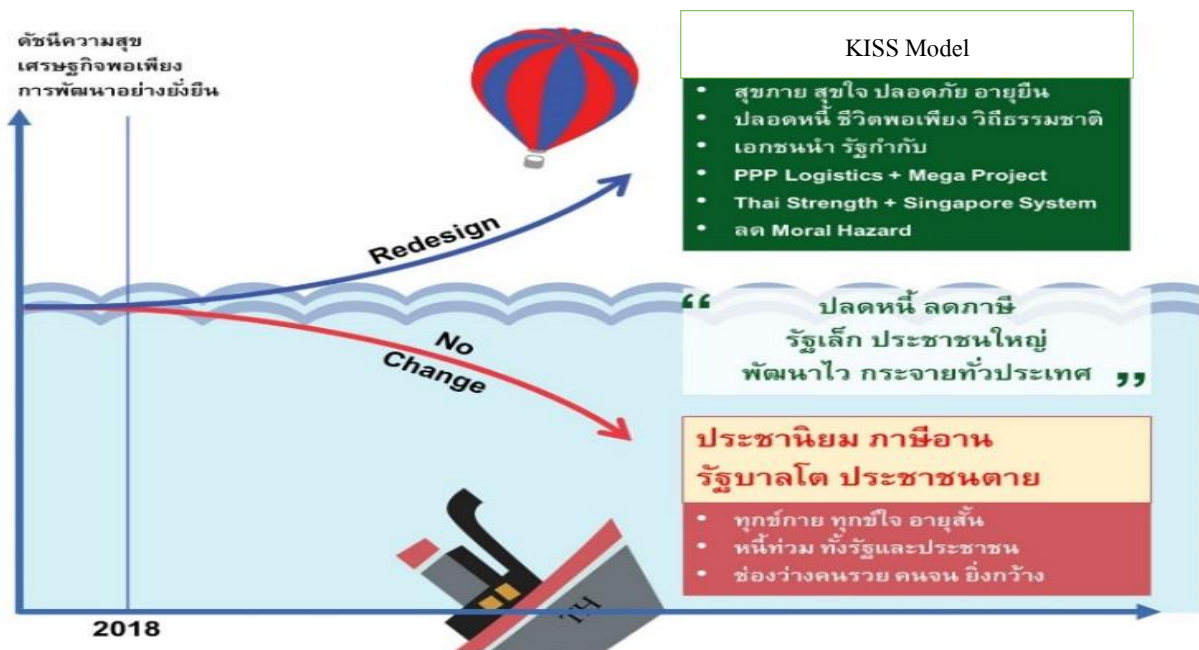 ดัชนีความสุข
เศรษฐกิจพอเพียง
การพัฒนาอย่างยั่งยืน
KISS Model
• สุขภาย สุขใจ ปลอดภัย อายุยืน
• ปลอดหนี้ ชีวิตพอเพียง วิถีธรรมชาติ
• เอกชนนำ รัฐกำกับ
• PPP Logistics + Mega Project
• Thai Strength + Singapore System
• ลด Moral Hazard
Redesign
No
Change
“ ปลดหนี้ ลดภาษี
รัฐเล็ก ประชาชนใหญ่
พัฒนาไว กระจายทั่วประเทศ ”
ประชานิยม ภาษีอาน
รัฐบาลโต ประชาชนตาย
• ทุกข์กาย ทุกข์ใจ อายุสั้น
• หนี้ท่วม ทั้งรัฐและประชาชน
• ช่องว่างคนรวย คนจน ยิ่งกว้าง
TH
2018